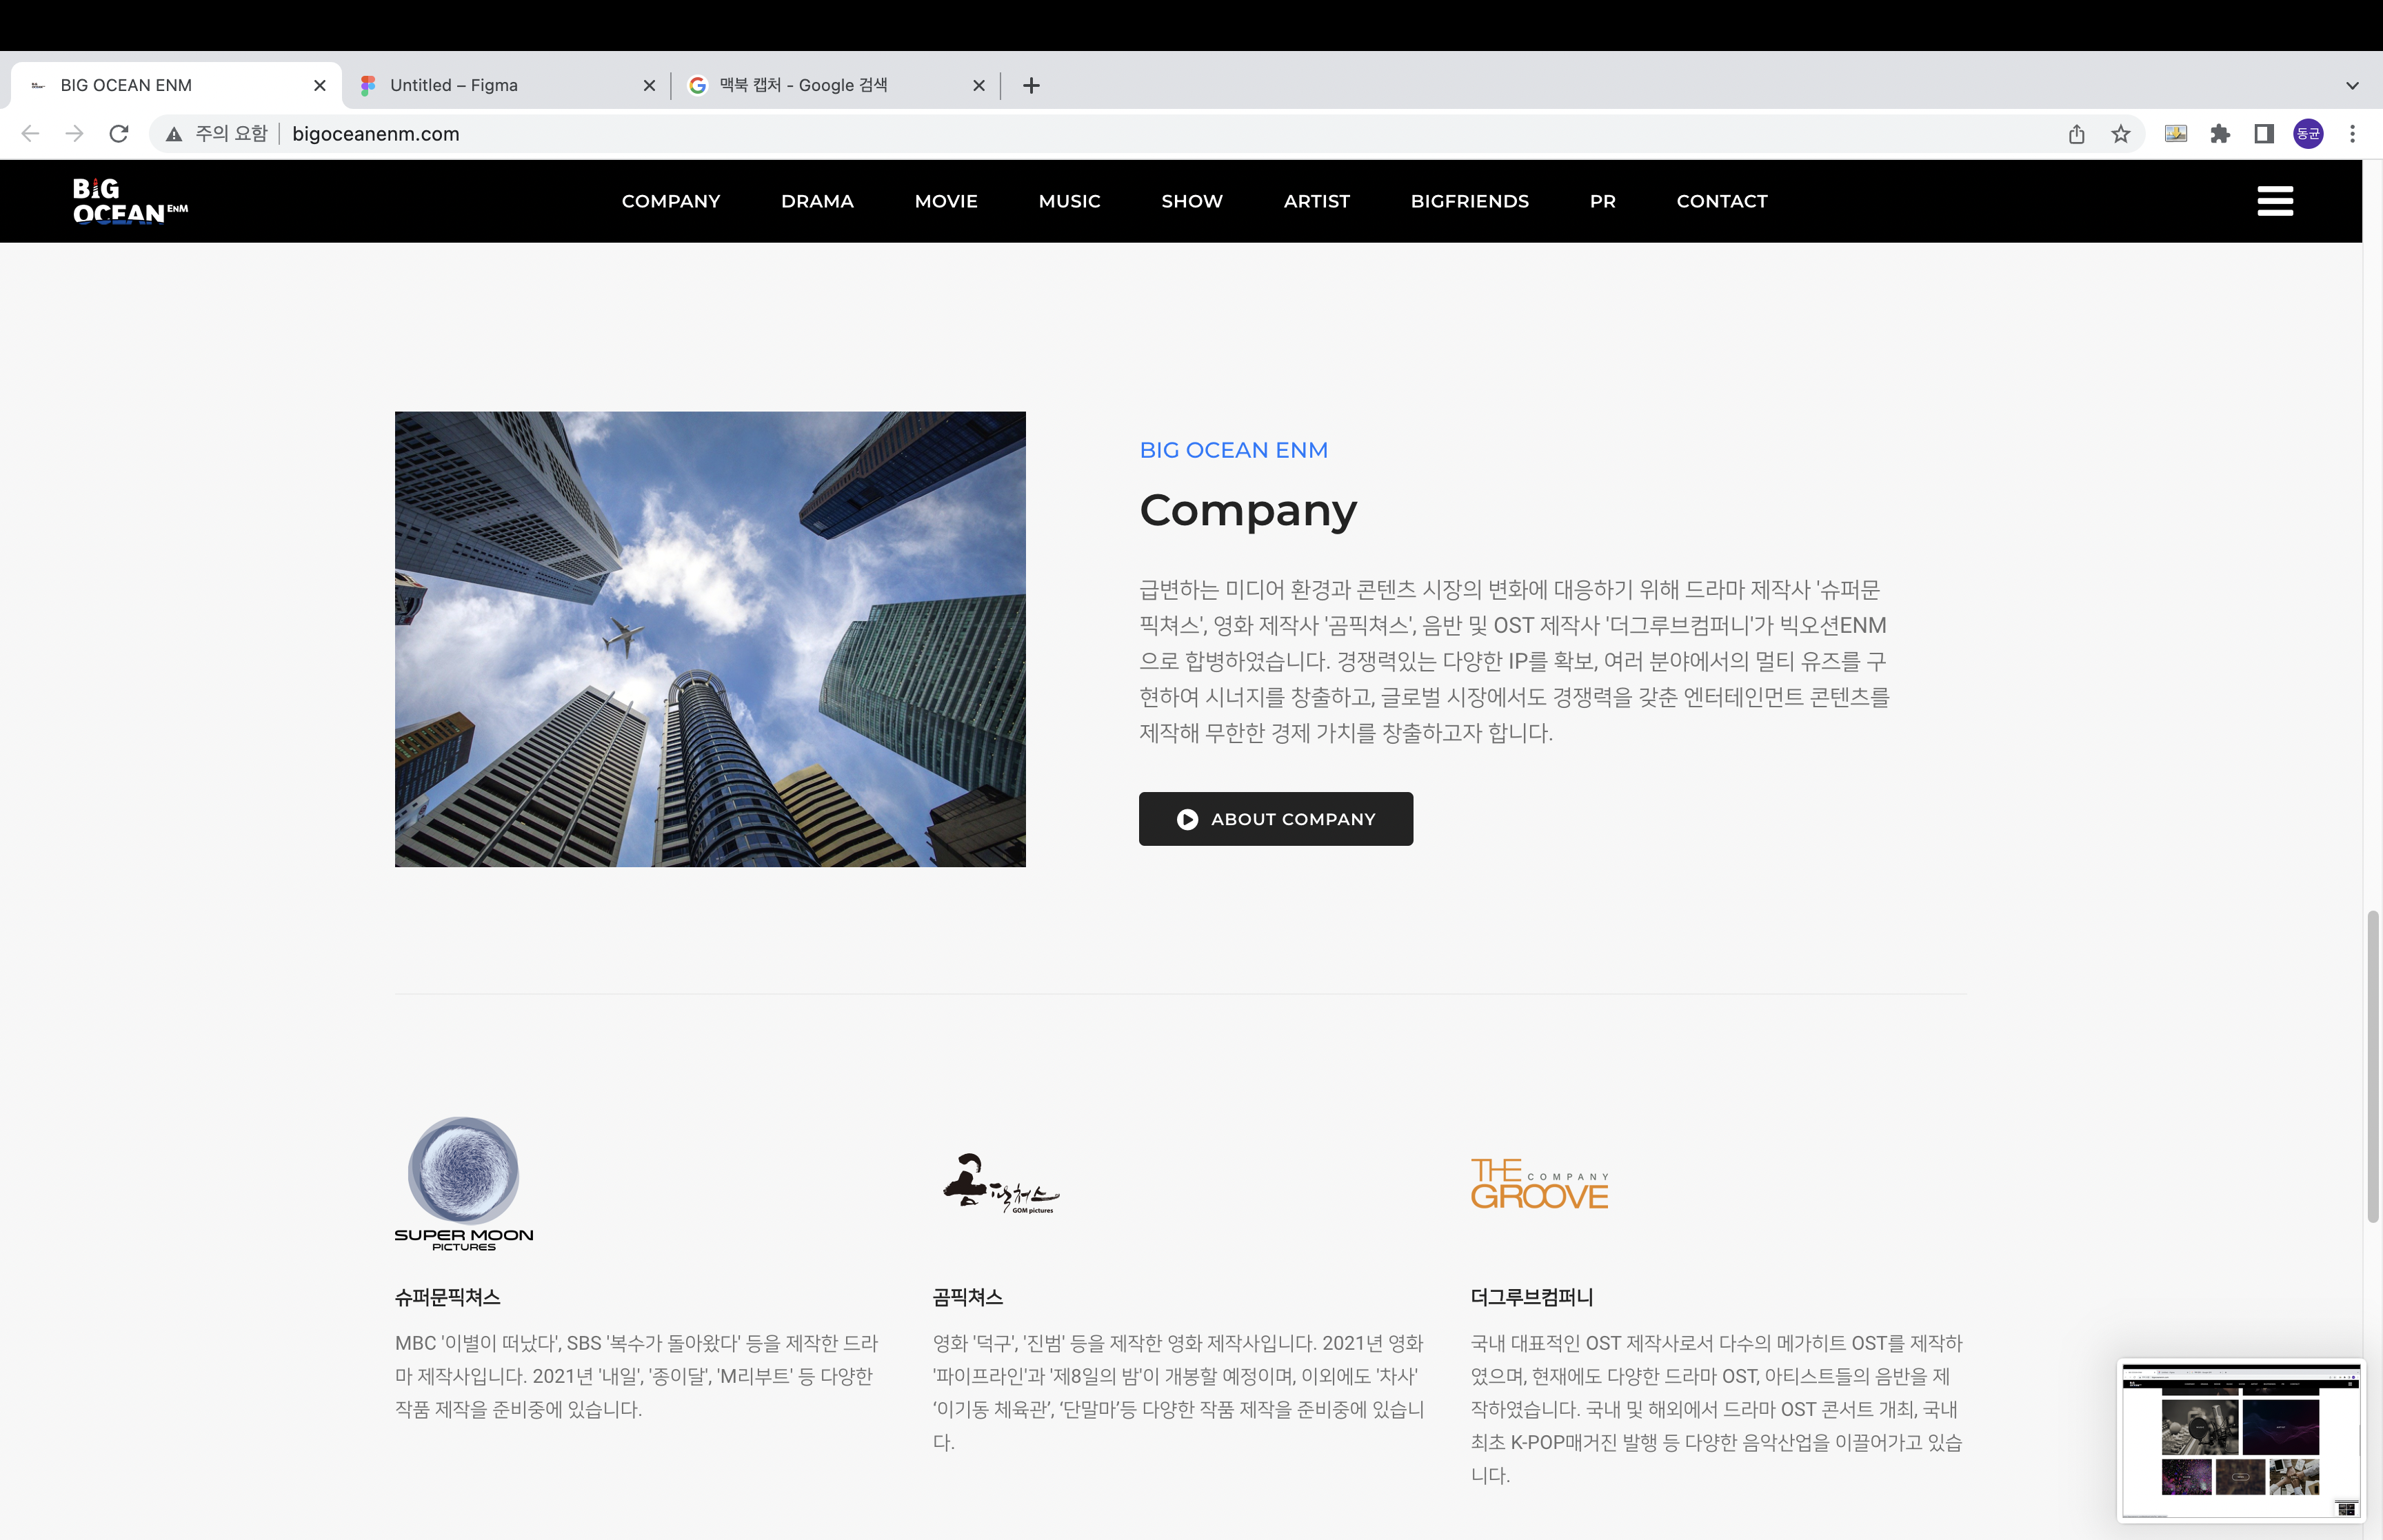 BIG OCEAN ENM
Untitled – Figma
맥북 캡처 - Google 검색
주의 요함
bigoceanenm.com
동균
BIG
OCEAN ENM
COMPANY
DRAMA
MOVIE
MUSIC
SHOW
ARTIST
BIGFRIENDS
PR
CONTACT
BIG OCEAN ENM
Company
급변하는 미디어 환경과 콘텐츠 시장의 변화에 대응하기 위해 드라마 제작사 '슈퍼문
픽쳐스', 영화 제작사 '곰픽쳐스', 음반 및 OST 제작사 '더그루브컴퍼니'가 빅오션ENM
으로 합병하였습니다. 경쟁력있는 다양한 IP를 확보, 여러 분야에서의 멀티 유즈를 구
현하여 시너지를 창출하고, 글로벌 시장에서도 경쟁력을 갖춘 엔터테인먼트 콘텐츠를
제작해 무한한 경제 가치를 창출하고자 합니다.
ABOUT COMPANY
SUPER MOON
PICTURES
슈퍼문픽쳐스
MBC '이별이 떠났다', SBS '복수가 돌아왔다' 등을 제작한 드라
마 제작사입니다. 2021년 '내일', '종이달', 'M리부트' 등 다양한
작품 제작을 준비중에 있습니다.
곰픽쳐스
GOM pictures
곰픽쳐스
영화 '덕구', '진범' 등을 제작한 영화 제작사입니다. 2021년 영화
'파이프라인'과 '제8일의 밤'이 개봉할 예정이며, 이외에도 '차사'
‘이기동 체육관’, ‘단말마’등 다양한 작품 제작을 준비중에 있습니
다.
THE COMPANY
GROOVE
더그루브컴퍼니
국내 대표적인 OST 제작사로서 다수의 메가히트 OST를 제작하
였으며, 현재에도 다양한 드라마 OST, 아티스트들의 음반을 제
작하였습니다. 국내 및 해외에서 드라마 OST 콘서트 개최, 국내
최초 K-POP매거진 발행 등 다양한 음악산업을 이끌어가고 있습
니다.